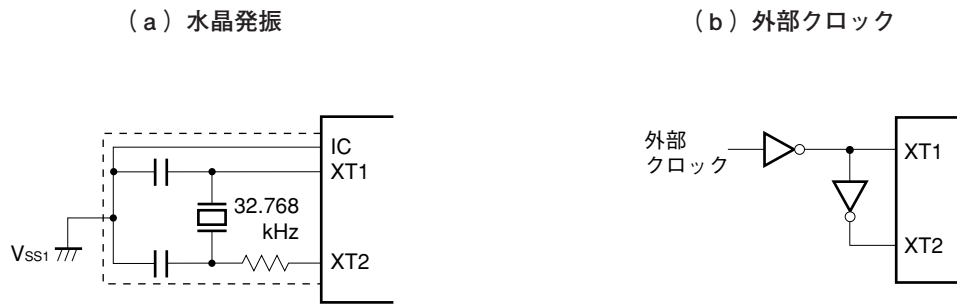 （a）水晶発振
IC
XT1
32.768
kHz
VSS1
XT2
（b）外部クロック
外部
クロック
XT1
XT2